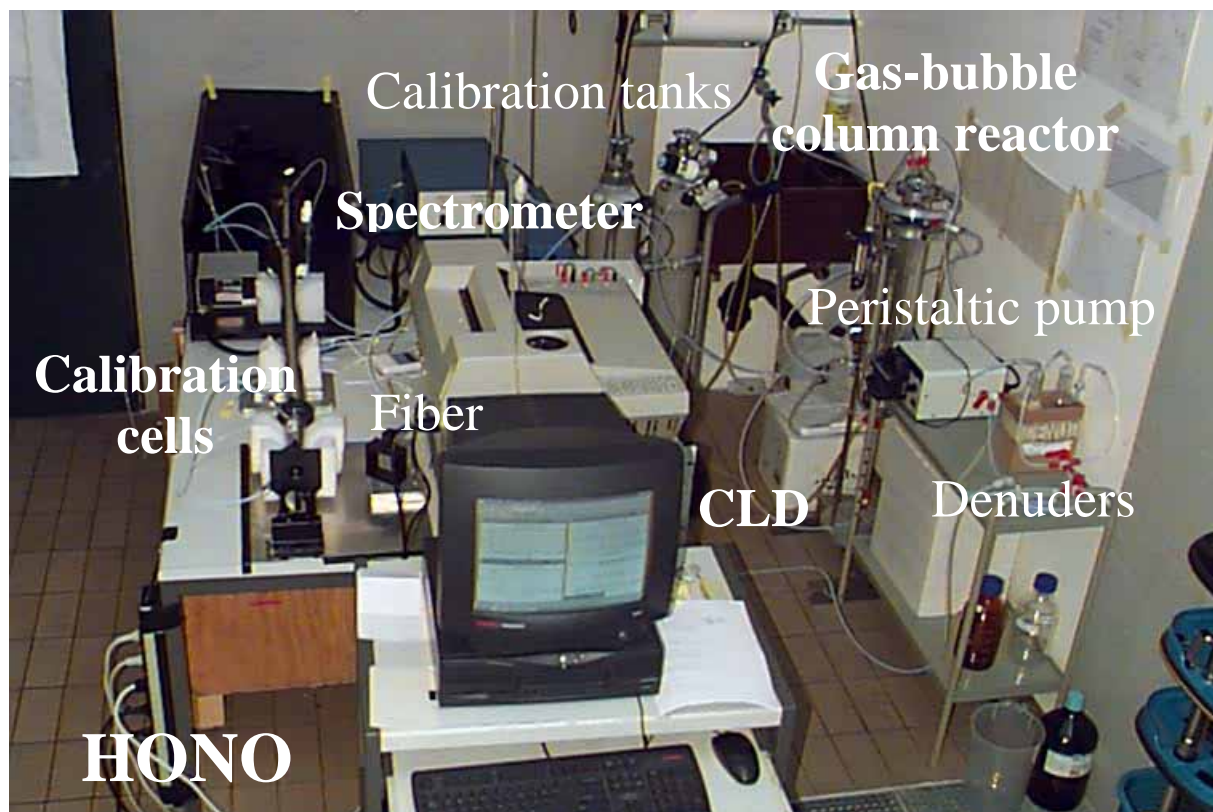 Calibration tanks
Gas-bubble
column reactor
Spectrometer
Peristaltic pump
Calibration
cells
Fiber
CLD
Denuders
HONO